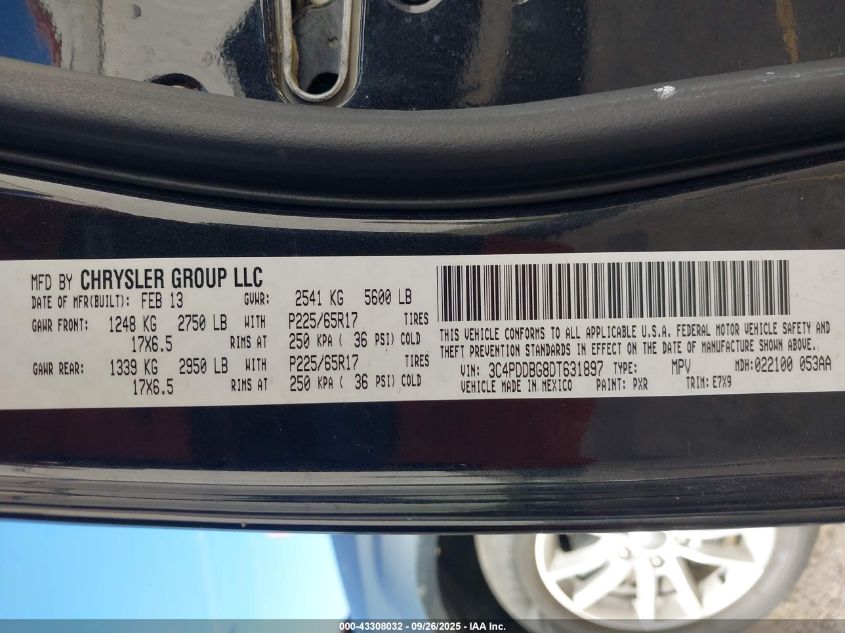 MFD BY CHRYSLER GROUP LLC
DATE OF MFR(BUILT): FEB 13 GVWR: 2541 KG 5600 LB
GAWR FRONT: 1248 KG 2750 LB WITH P225/65R17 TIRES
17X6.5 RIMS AT 250 KPA ( 36 PSI) COLD
GAWR REAR: 1339 KG 2950 LB WITH P225/65R17 TIRES
17X6.5 RIMS AT 250 KPA ( 36 PSI) COLD
THIS VEHICLE CONFORMS TO ALL APPLICABLE U.S.A. FEDERAL MOTOR VEHICLE SAFETY AND
THEFT PREVENTION STANDARDS IN EFFECT ON THE DATE OF MANUFACTURE SHOWN ABOVE.
VIN: 3C4PDDBG8DT631897 TYPE: MPV MDH:022100 053AA
VEHICLE MADE IN MEXICO PAINT: PXR TRIM: E7X9
000-43308032 - 09/26/2025 - IAA Inc.